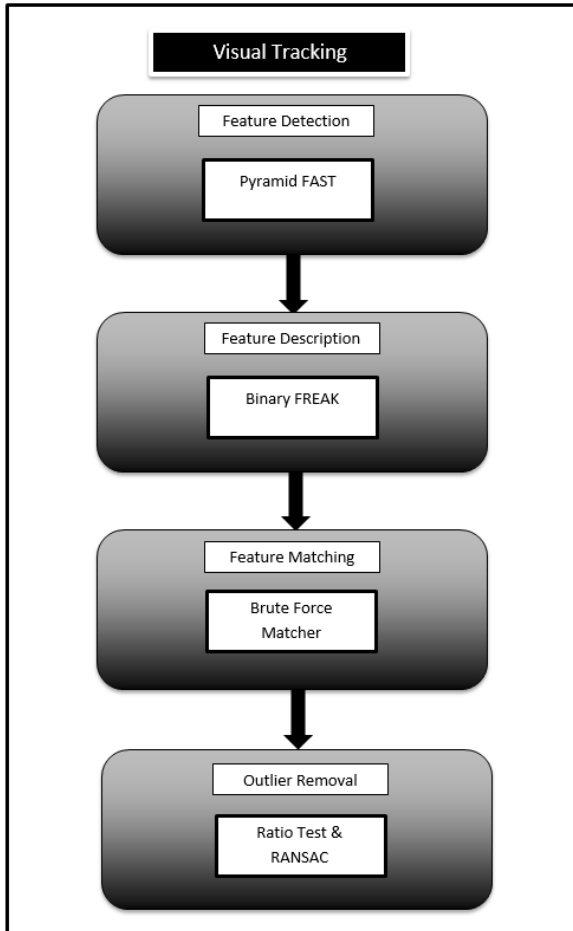 Visual Tracking
Feature Detection
Pyramid FAST
Feature Description
Binary FREAK
Feature Matching
Brute Force
Matcher
Outlier Removal
Ratio Test &
RANSAC